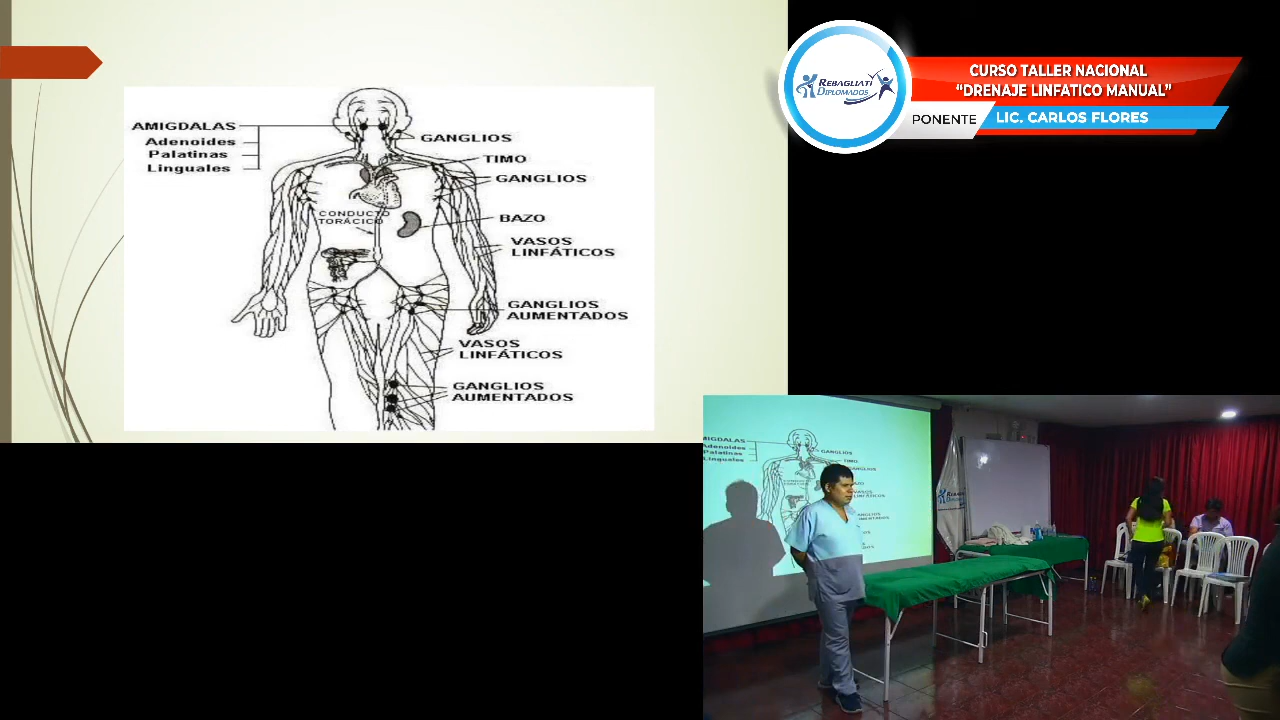 AMIGDALAS
Adenoides
Palatinas
Linguales
GANGLIOS
TIMO
GANGLIOS
CONDUCTO
TORÁCICO
BAZO
VASOS
LINFÁTICOS
GANGLIOS
AUMENTADOS
VASOS
LINFÁTICOS
GANGLIOS
AUMENTADOS
REBAGLIATI
DIPLOMADOS
CURSO TALLER NACIONAL
“DRENAJE LINFATICO MANUAL”
PONENTE
LIC. CARLOS FLORES